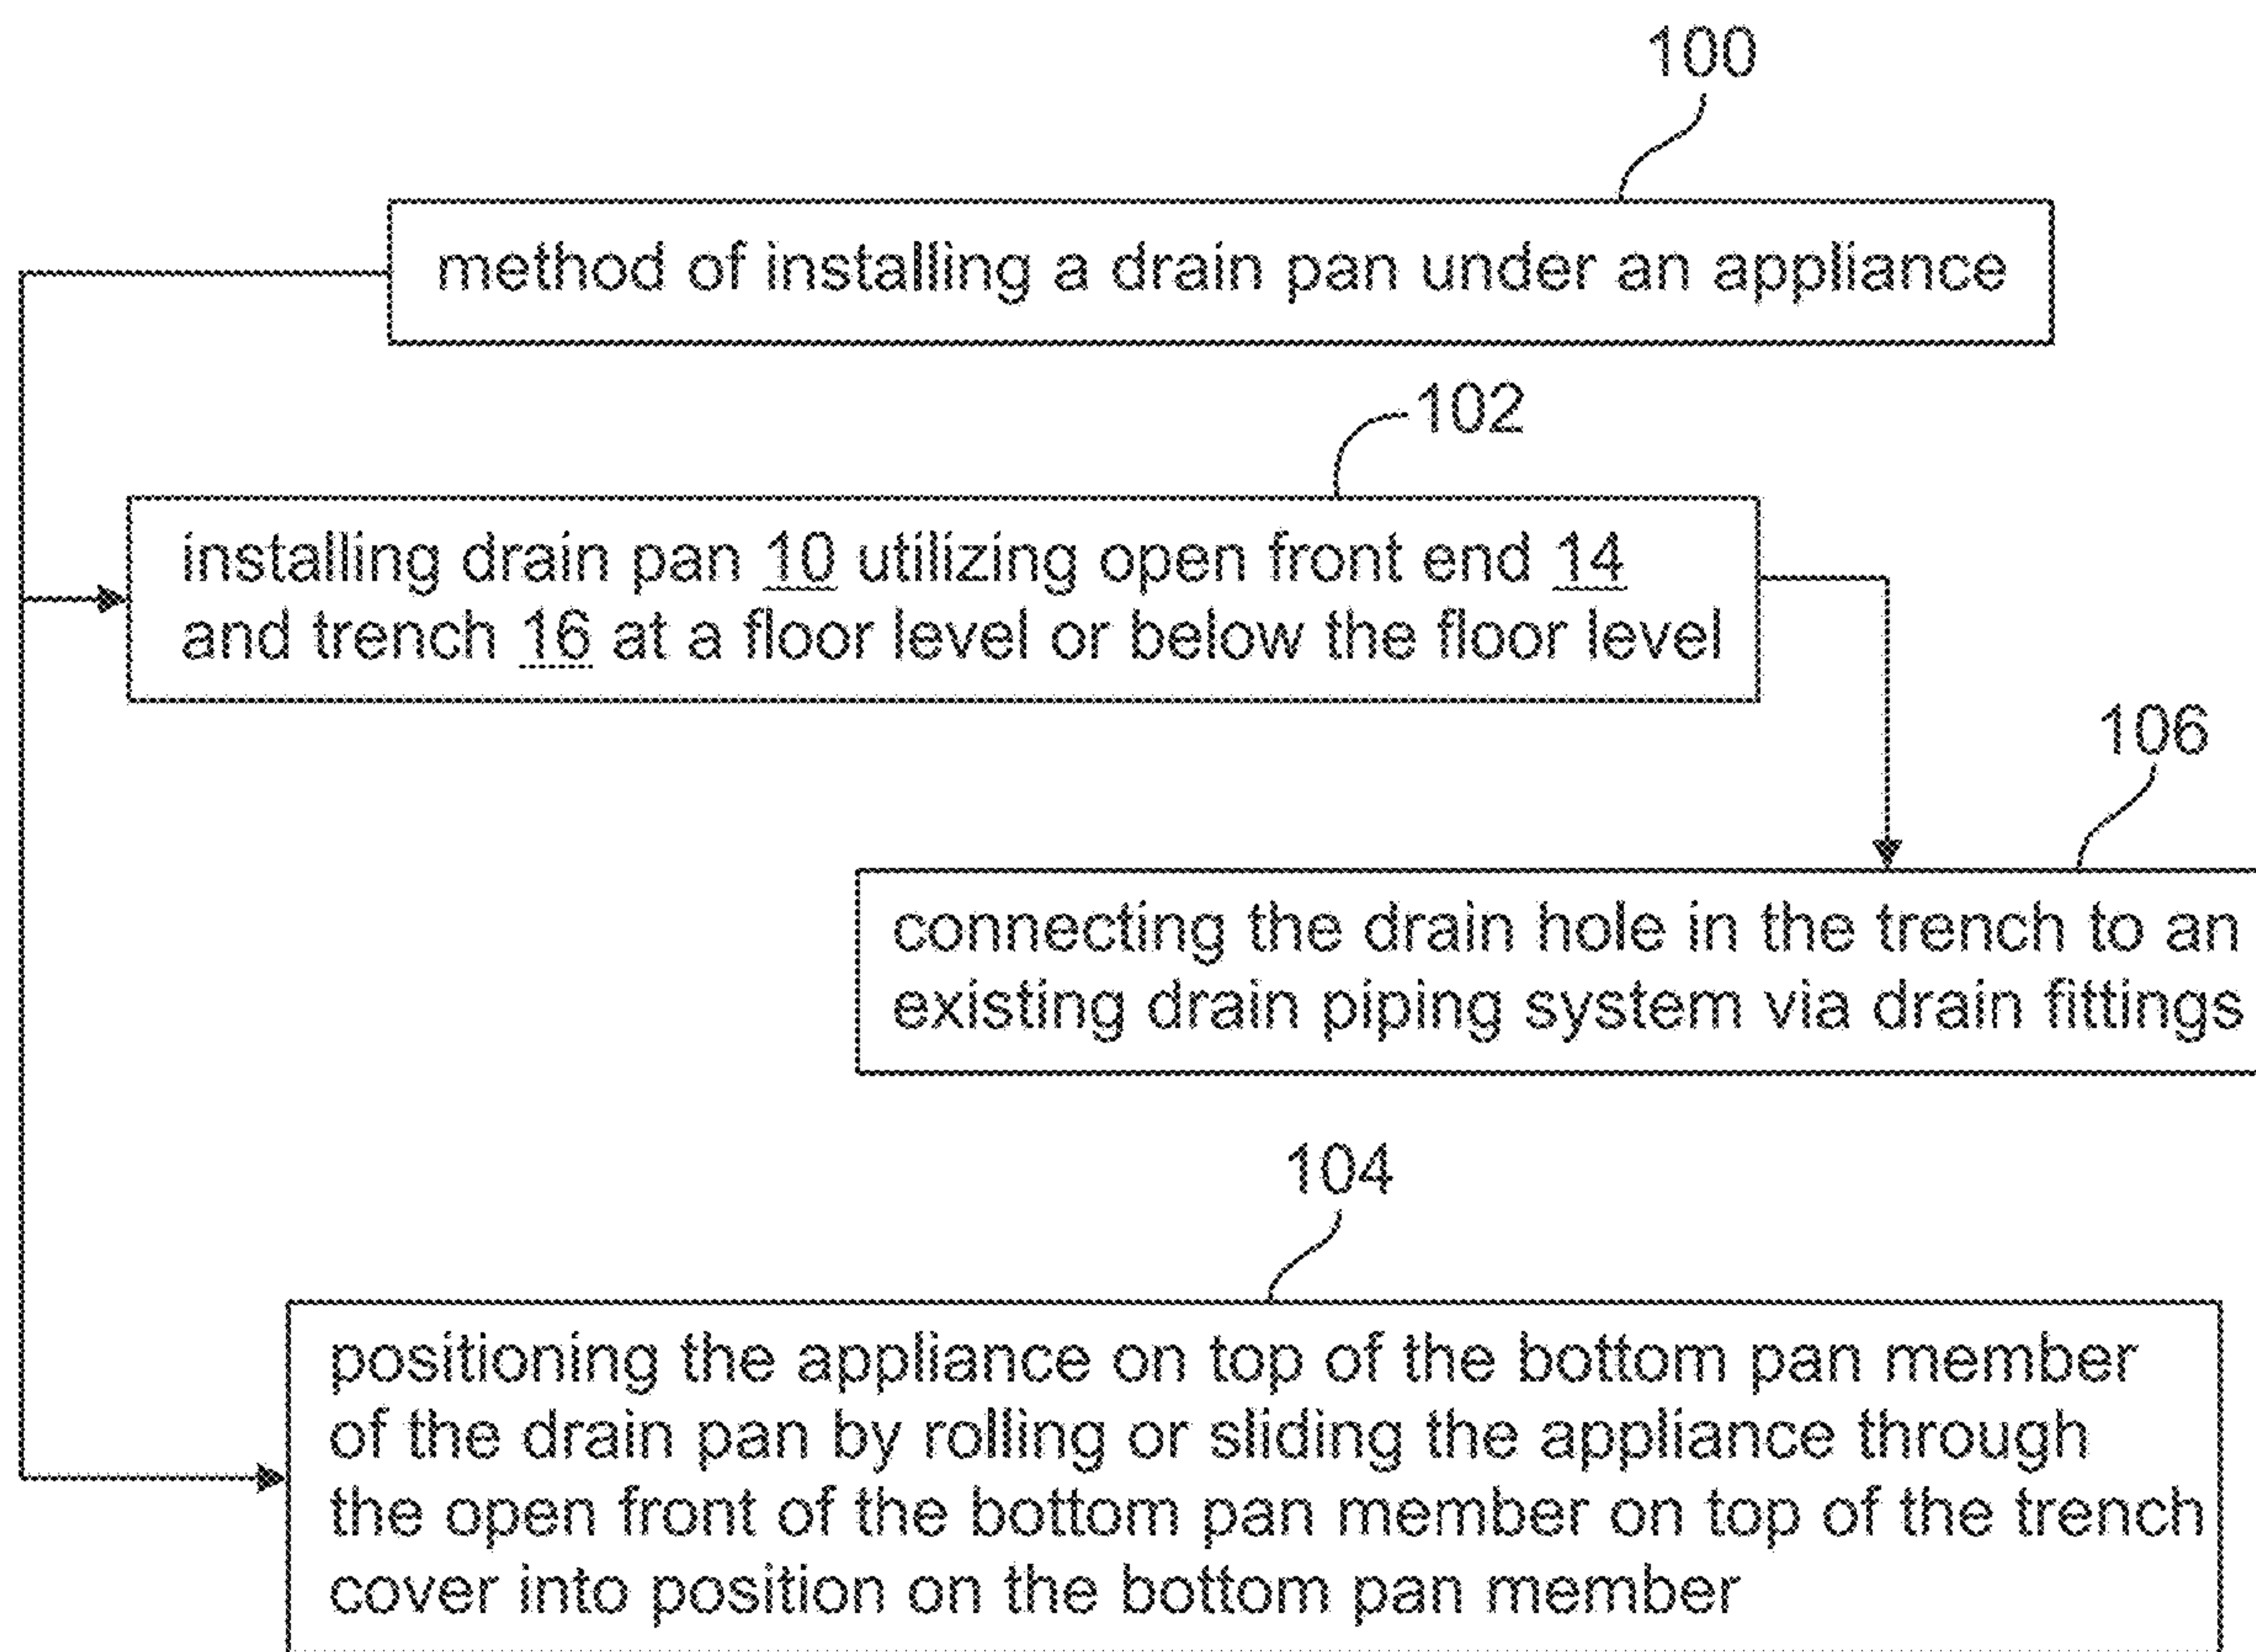 100
method of installing a drain pan under an appliance
102
installing drain pan 10 utilizing open front end 14
and trench 16 at a floor level or below the floor level
106
connecting the drain hole in the trench to an
existing drain piping system via drain fittings
104
positioning the appliance on top of the bottom pan member
of the drain pan by rolling or sliding the appliance through
the open front of the bottom pan member on top of the trench
cover into position on the bottom pan member